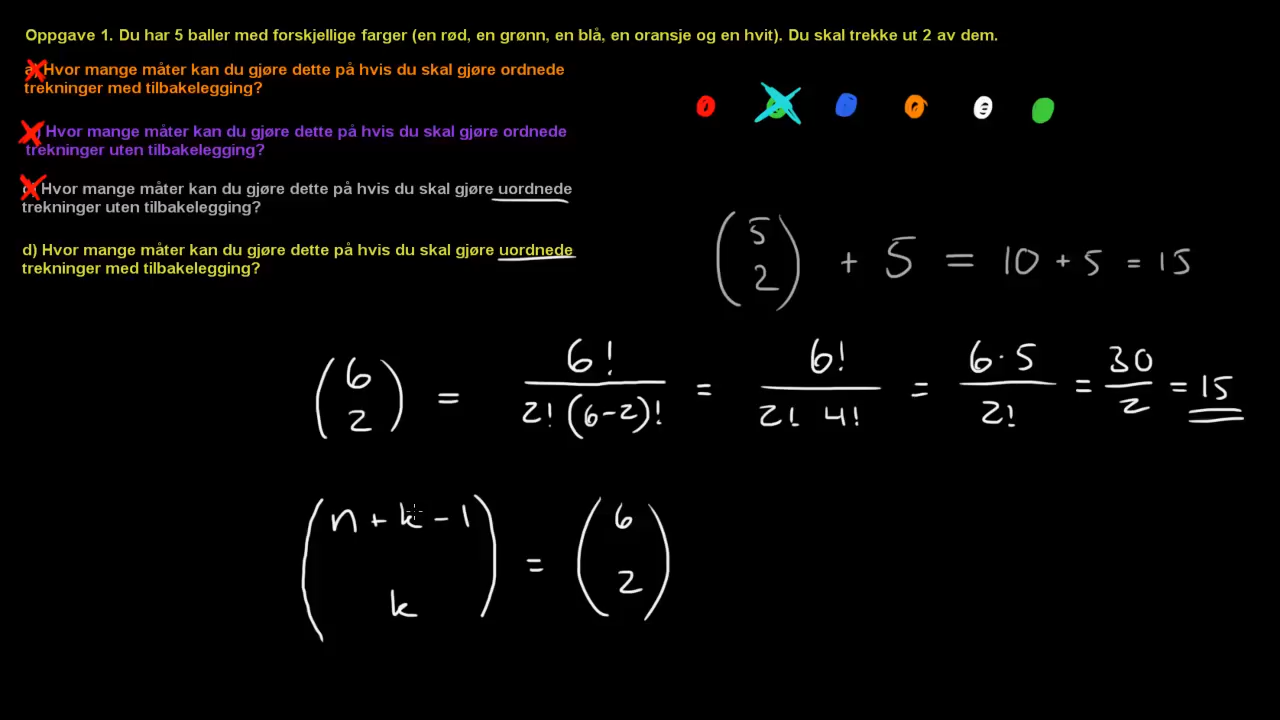 Oppgave 1. Du har 5 baller med forskjellige farger (en rød, en grønn, en blå, en oransje og en hvit). Du skal trekke ut 2 av dem.
a) Hvor mange måter kan du gjøre dette på hvis du skal gjøre ordnede
trekninger med tilbakelegging?
b) Hvor mange måter kan du gjøre dette på hvis du skal gjøre ordnede
trekninger uten tilbakelegging?
c) Hvor mange måter kan du gjøre dette på hvis du skal gjøre uordnede
trekninger uten tilbakelegging?
d) Hvor mange måter kan du gjøre dette på hvis du skal gjøre uordnede
trekninger med tilbakelegging?
(5 2) + 5 = 10 + 5 = 15
(6 2) = 6! / 2! (6-2)! = 6! / 2! 4! = 6·5 / 2! = 30 / 2 = 15
(n + k - 1 k) = (6 2)